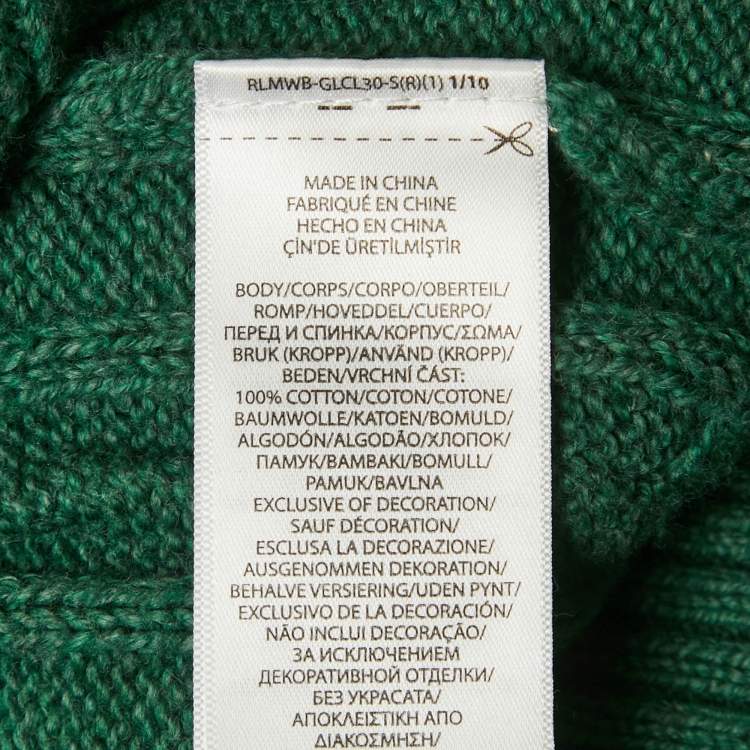 RLMWB-GLCL30-S(R)(1) 1/10
MADE IN CHINA
FABRIQUÉ EN CHINE
HECHO EN CHINA
ÇİN'DE ÜRETİLMİŞTİR
BODY/CORPS/CORPO/OBERTEIL/
ROMP/HOVEDDEL/CUERPO/
ПЕРЕД И СПИНКА/КОРПУС/ΣΩΜΑ/
BRUK (KROPP)/ANVÄND (KROPP)/
BEDEN/VRCHNÍ ČÁST:
100% COTTON/COTON/COTONE/
BAUMWOLLE/KATOEN/BOMULD/
ALGODÓN/ALGODÃO/ХЛОПОК/
ПАМУК/ΒΑΜΒΑΚΙ/BOMULL/
PAMUK/BAVLNA
EXCLUSIVE OF DECORATION/
SAUF DÉCORATION/
ESCLUSA LA DECORAZIONE/
AUSGENOMMEN DEKORATION/
BEHALVE VERSIERING/UDEN PYNT/
EXCLUSIVO DE LA DECORACIÓN/
NÃO INCLUI DECORAÇÃO/
ЗА ИСКЛЮЧЕНИЕМ
ДЕКОРАТИВНОЙ ОТДЕЛКИ/
БЕЗ УКРАСАТА/
ΑΠΟΚΛΕΙΣΤΙΚΗ ΑΠΟ
ΔΙΑΚΟΣΜΗΣΗ/